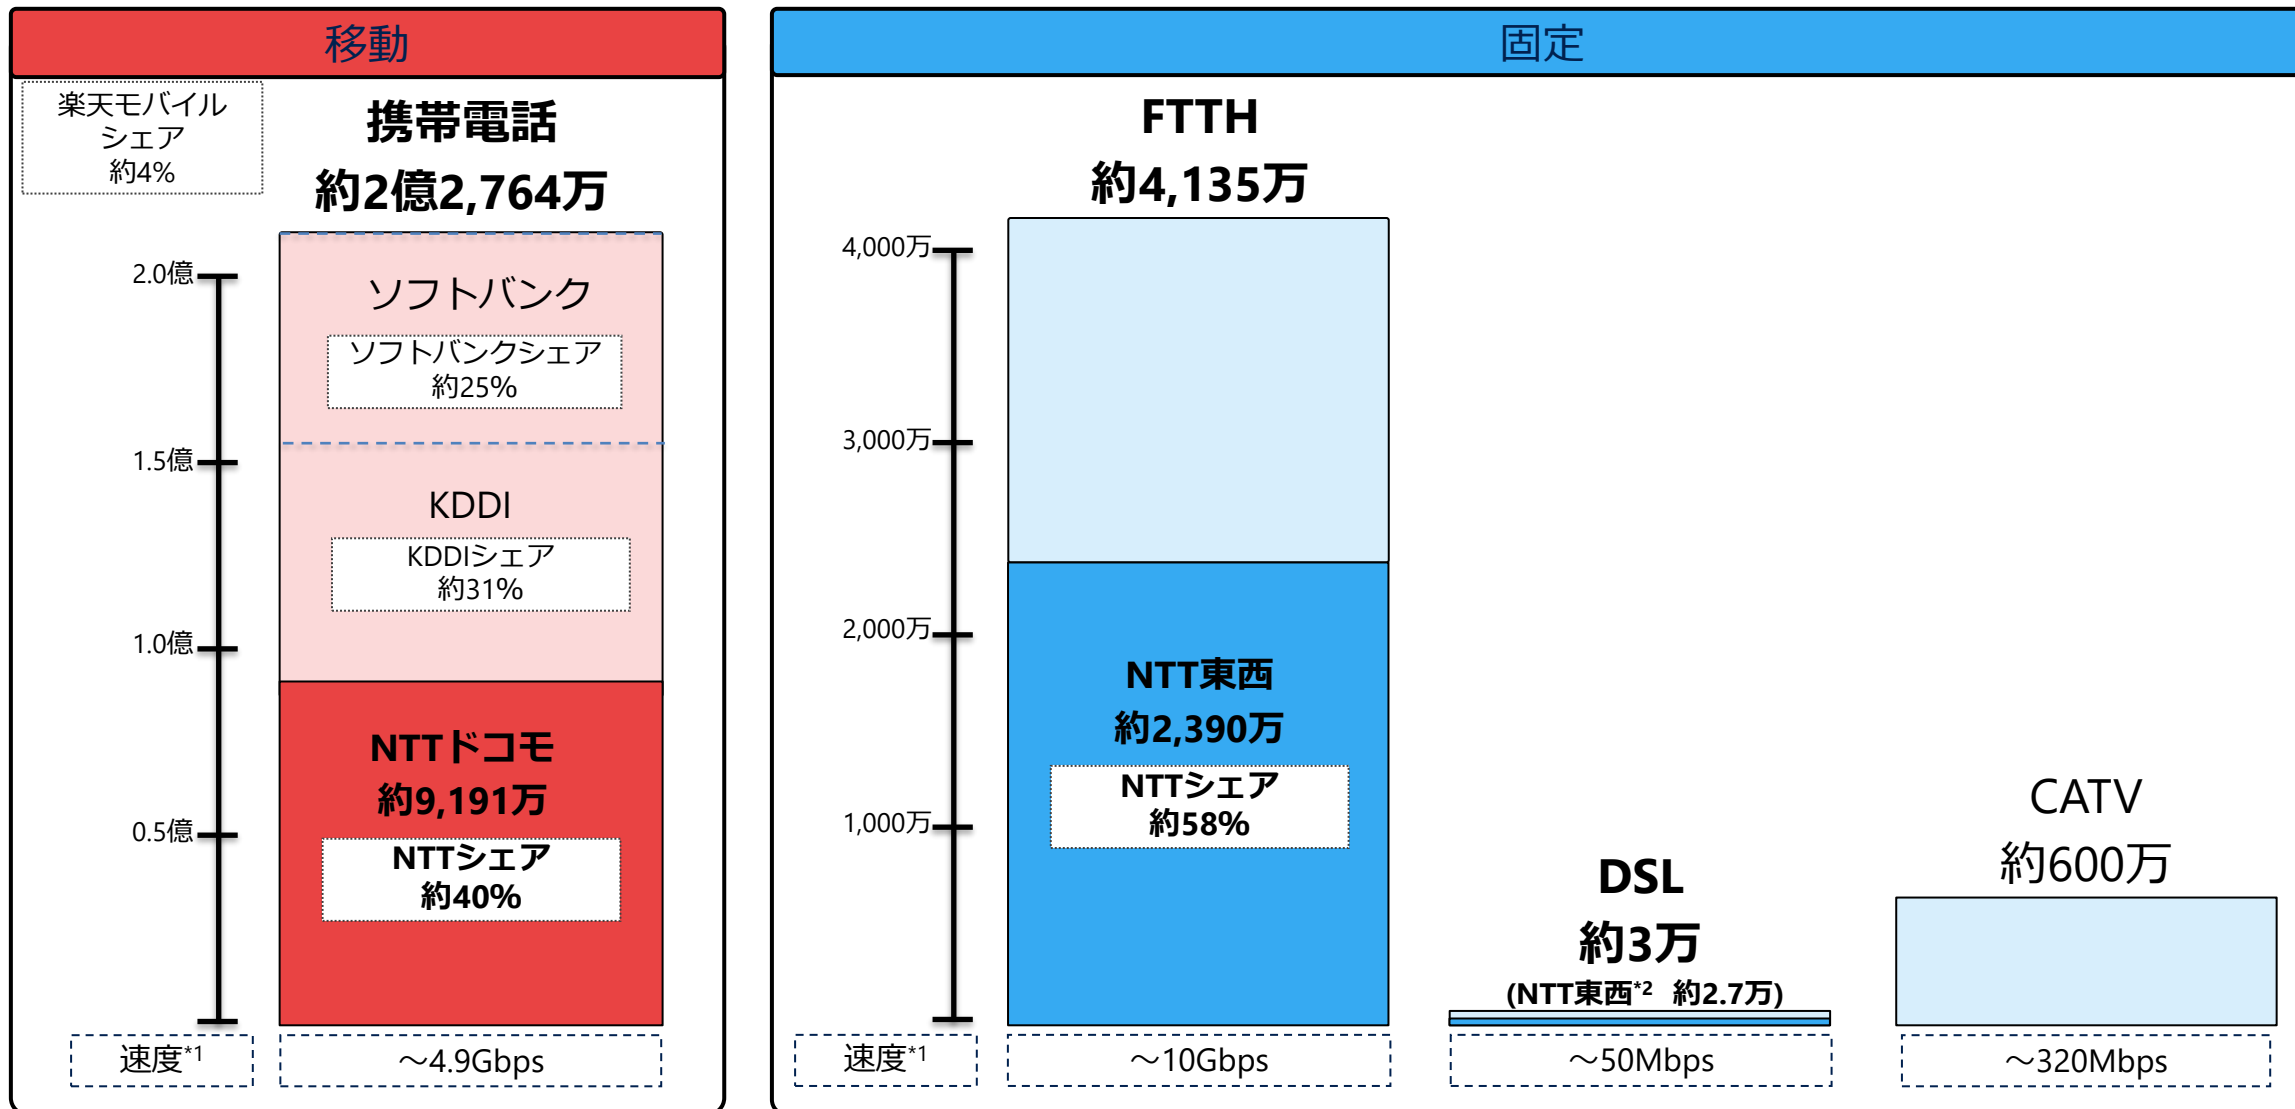 移動
楽天モバイル
シェア
約4%
携帯電話
約2億2,764万
2.0億
1.5億
1.0億
0.5億
ソフトバンク
ソフトバンクシェア
約25%
KDDI
KDDIシェア
約31%
NTTドコモ
約9,191万
NTTシェア
約40%
速度*1
～4.9Gbps
固定
FTTH
約4,135万
4,000万
3,000万
2,000万
1,000万
NTT東西
約2,390万
NTTシェア
約58%
DSL
約3万
(NTT東西*2 約2.7万)
CATV
約600万
速度*1
～10Gbps
～50Mbps
～320Mbps